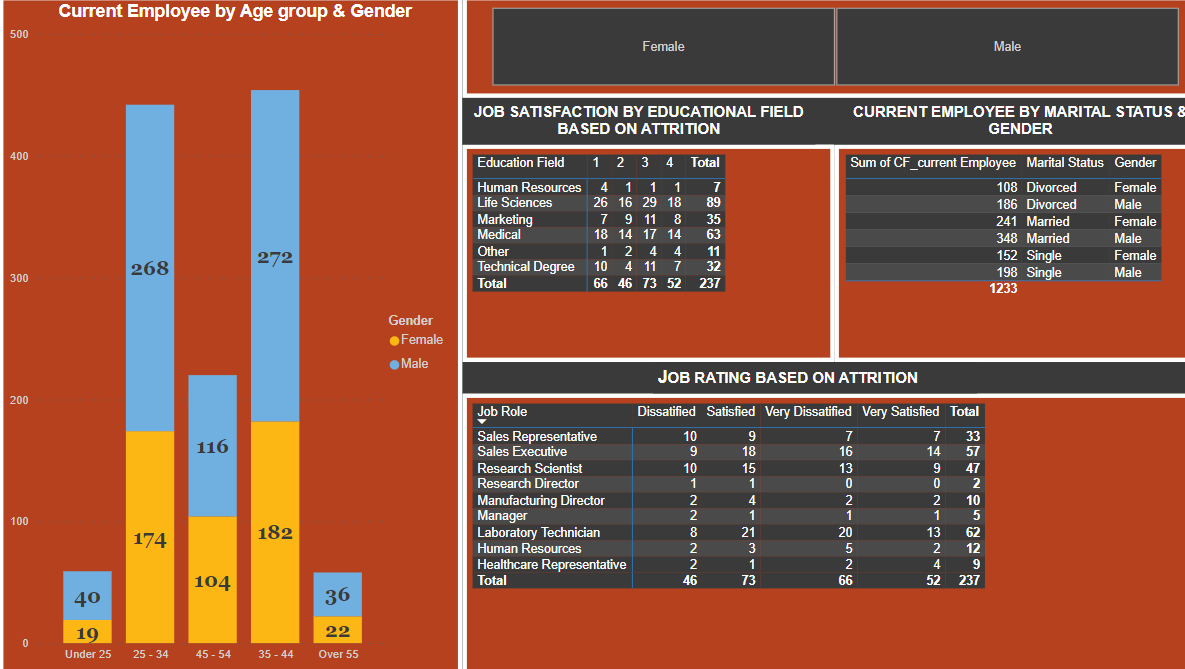 Current Employee by Age group & Gender
500
400
300
200
100
0
268
272
116
174
182
104
40
19
36
22
Under 25 25 - 34 45 - 54 35 - 44 Over 55
Gender
Female
Male
Female Male
JOB SATISFACTION BY EDUCATIONAL FIELD
BASED ON ATTRITION
Education Field 1 2 3 4 Total
Human Resources 4 1 1 1 7
Life Sciences 26 16 29 18 89
Marketing 7 9 11 8 35
Medical 18 14 17 14 63
Other 1 2 4 4 11
Technical Degree 10 4 11 7 32
Total 66 46 73 52 237
CURRENT EMPLOYEE BY MARITAL STATUS &
GENDER
Sum of CF_current Employee Marital Status Gender
108 Divorced Female
186 Divorced Male
241 Married Female
348 Married Male
152 Single Female
198 Single Male
1233
JOB RATING BASED ON ATTRITION
Job Role Dissatified Satisfied Very Dissatified Very Satisfied Total
Sales Representative 10 9 7 7 33
Sales Executive 9 18 16 14 57
Research Scientist 10 15 13 9 47
Research Director 1 1 0 0 2
Manufacturing Director 2 4 2 2 10
Manager 2 1 1 1 5
Laboratory Technician 8 21 20 13 62
Human Resources 2 3 5 2 12
Healthcare Representative 2 1 2 4 9
Total 46 73 66 52 237